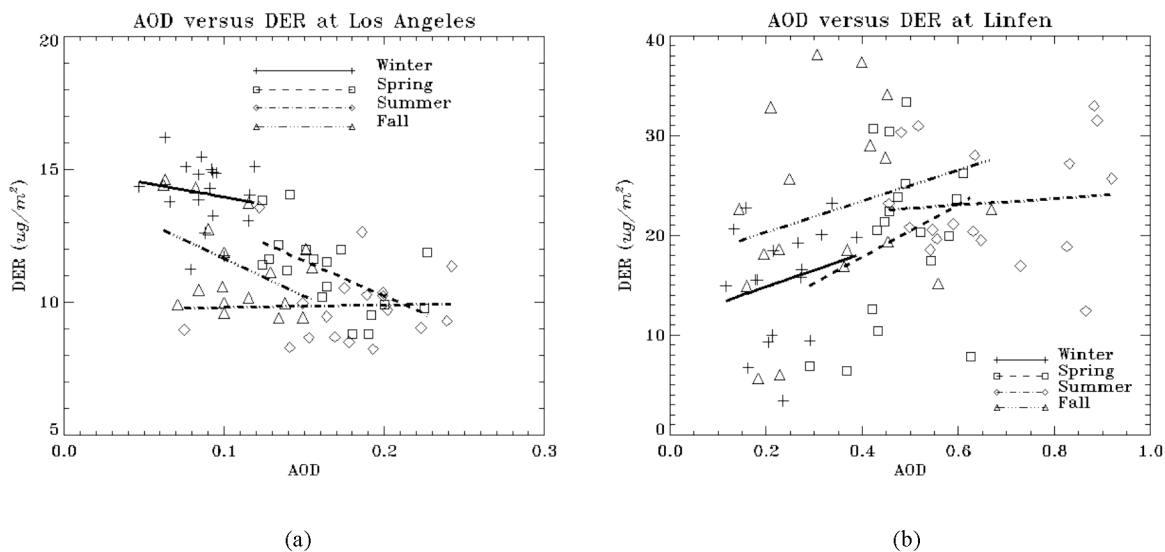 AOD versus DER at Los Angeles
20
15
10
5
DER (ug/m²)
0.0 0.1 0.2 0.3
AOD
Winter
Spring
Summer
Fall
(a)
AOD versus DER at Linfen
40
30
20
10
0
DER (ug/m²)
0.0 0.2 0.4 0.6 0.8 1.0
AOD
Winter
Spring
Summer
Fall
(b)